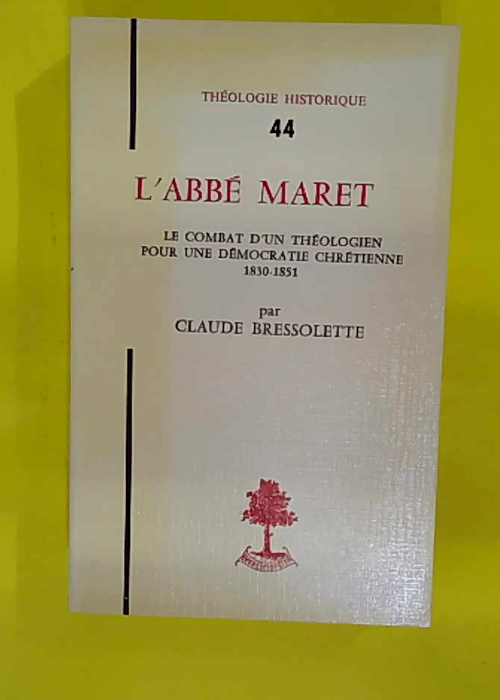 THÉOLOGIE HISTORIQUE
44
L'ABBÉ MARET
LE COMBAT D'UN THÉOLOGIEN
POUR UNE DÉMOCRATIE CHRÉTIENNE
1830-1851
par
CLAUDE BRESSOLETTE